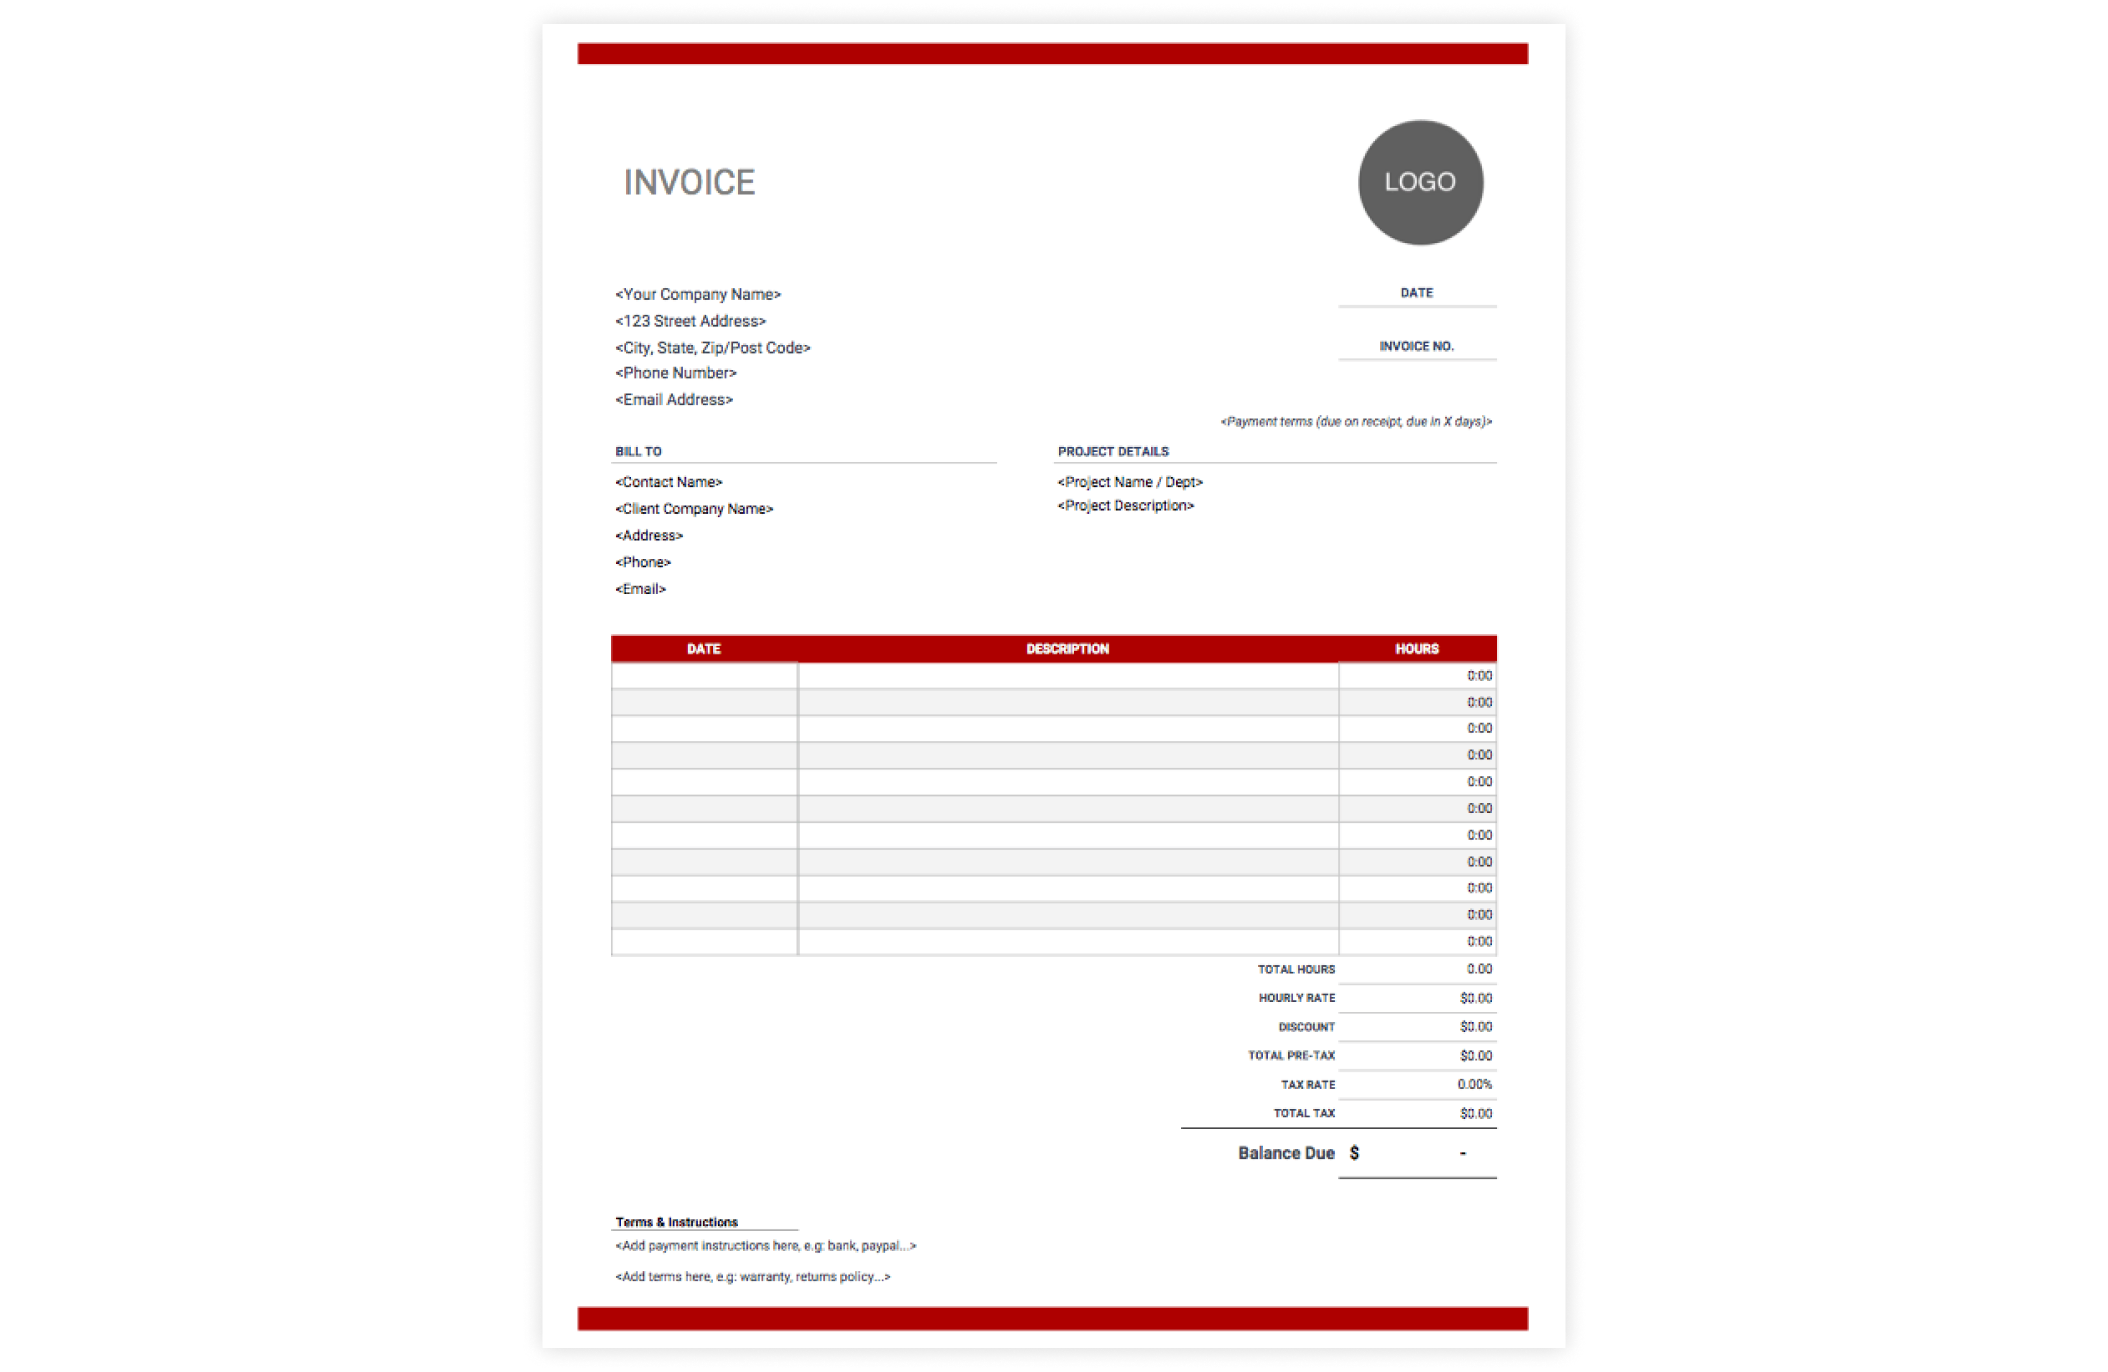 INVOICE
LOGO
<Your Company Name>
DATE
<123 Street Address>
<City, State, Zip/Post Code>
INVOICE NO.
<Phone Number>
<Email Address>
<Payment terms (due on receipt, due in X days)>
BILL TO
PROJECT DETAILS
<Contact Name>
<Project Name / Dept>
<Client Company Name>
<Project Description>
<Address>
<Phone>
<Email>
DATE DESCRIPTION HOURS
0:00
0:00
0:00
0:00
0:00
0:00
0:00
0:00
0:00
0:00
0:00
TOTAL HOURS 0.00
HOURLY RATE $0.00
DISCOUNT $0.00
TOTAL PRE-TAX $0.00
TAX RATE 0.00%
TOTAL TAX $0.00
Balance Due $ -
Terms & Instructions
<Add payment instructions here, e.g: bank, paypal...>
<Add terms here, e.g: warranty, returns policy...>